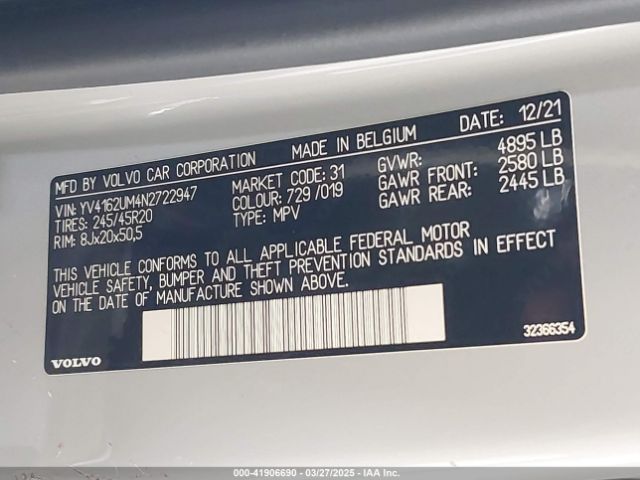 MFD BY VOLVO CAR CORPORATION MADE IN BELGIUM DATE: 12/21
VIN: YV4162UM4N2722947 MARKET CODE: 31 GVWR: 4895 LB
TIRES: 245/45R20 COLOUR: 729 /019 GAWR FRONT: 2580 LB
RIM: 8Jx20x50,5 TYPE: MPV GAWR REAR: 2445 LB
THIS VEHICLE CONFORMS TO ALL APPLICABLE FEDERAL MOTOR
VEHICLE SAFETY, BUMPER AND THEFT PREVENTION STANDARDS IN EFFECT
ON THE DATE OF MANUFACTURE SHOWN ABOVE.
VOLVO 32366354
000-41906690 - 03/27/2025 - IAA Inc.